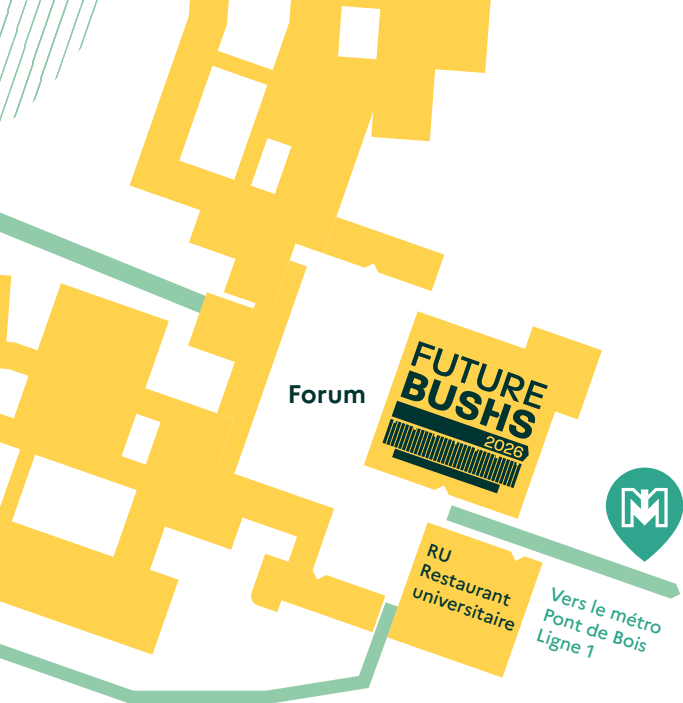 Forum
FUTURE
BUSHS
2026
RU
Restaurant
universitaire
M
Vers le métro
Pont de Bois
Ligne 1